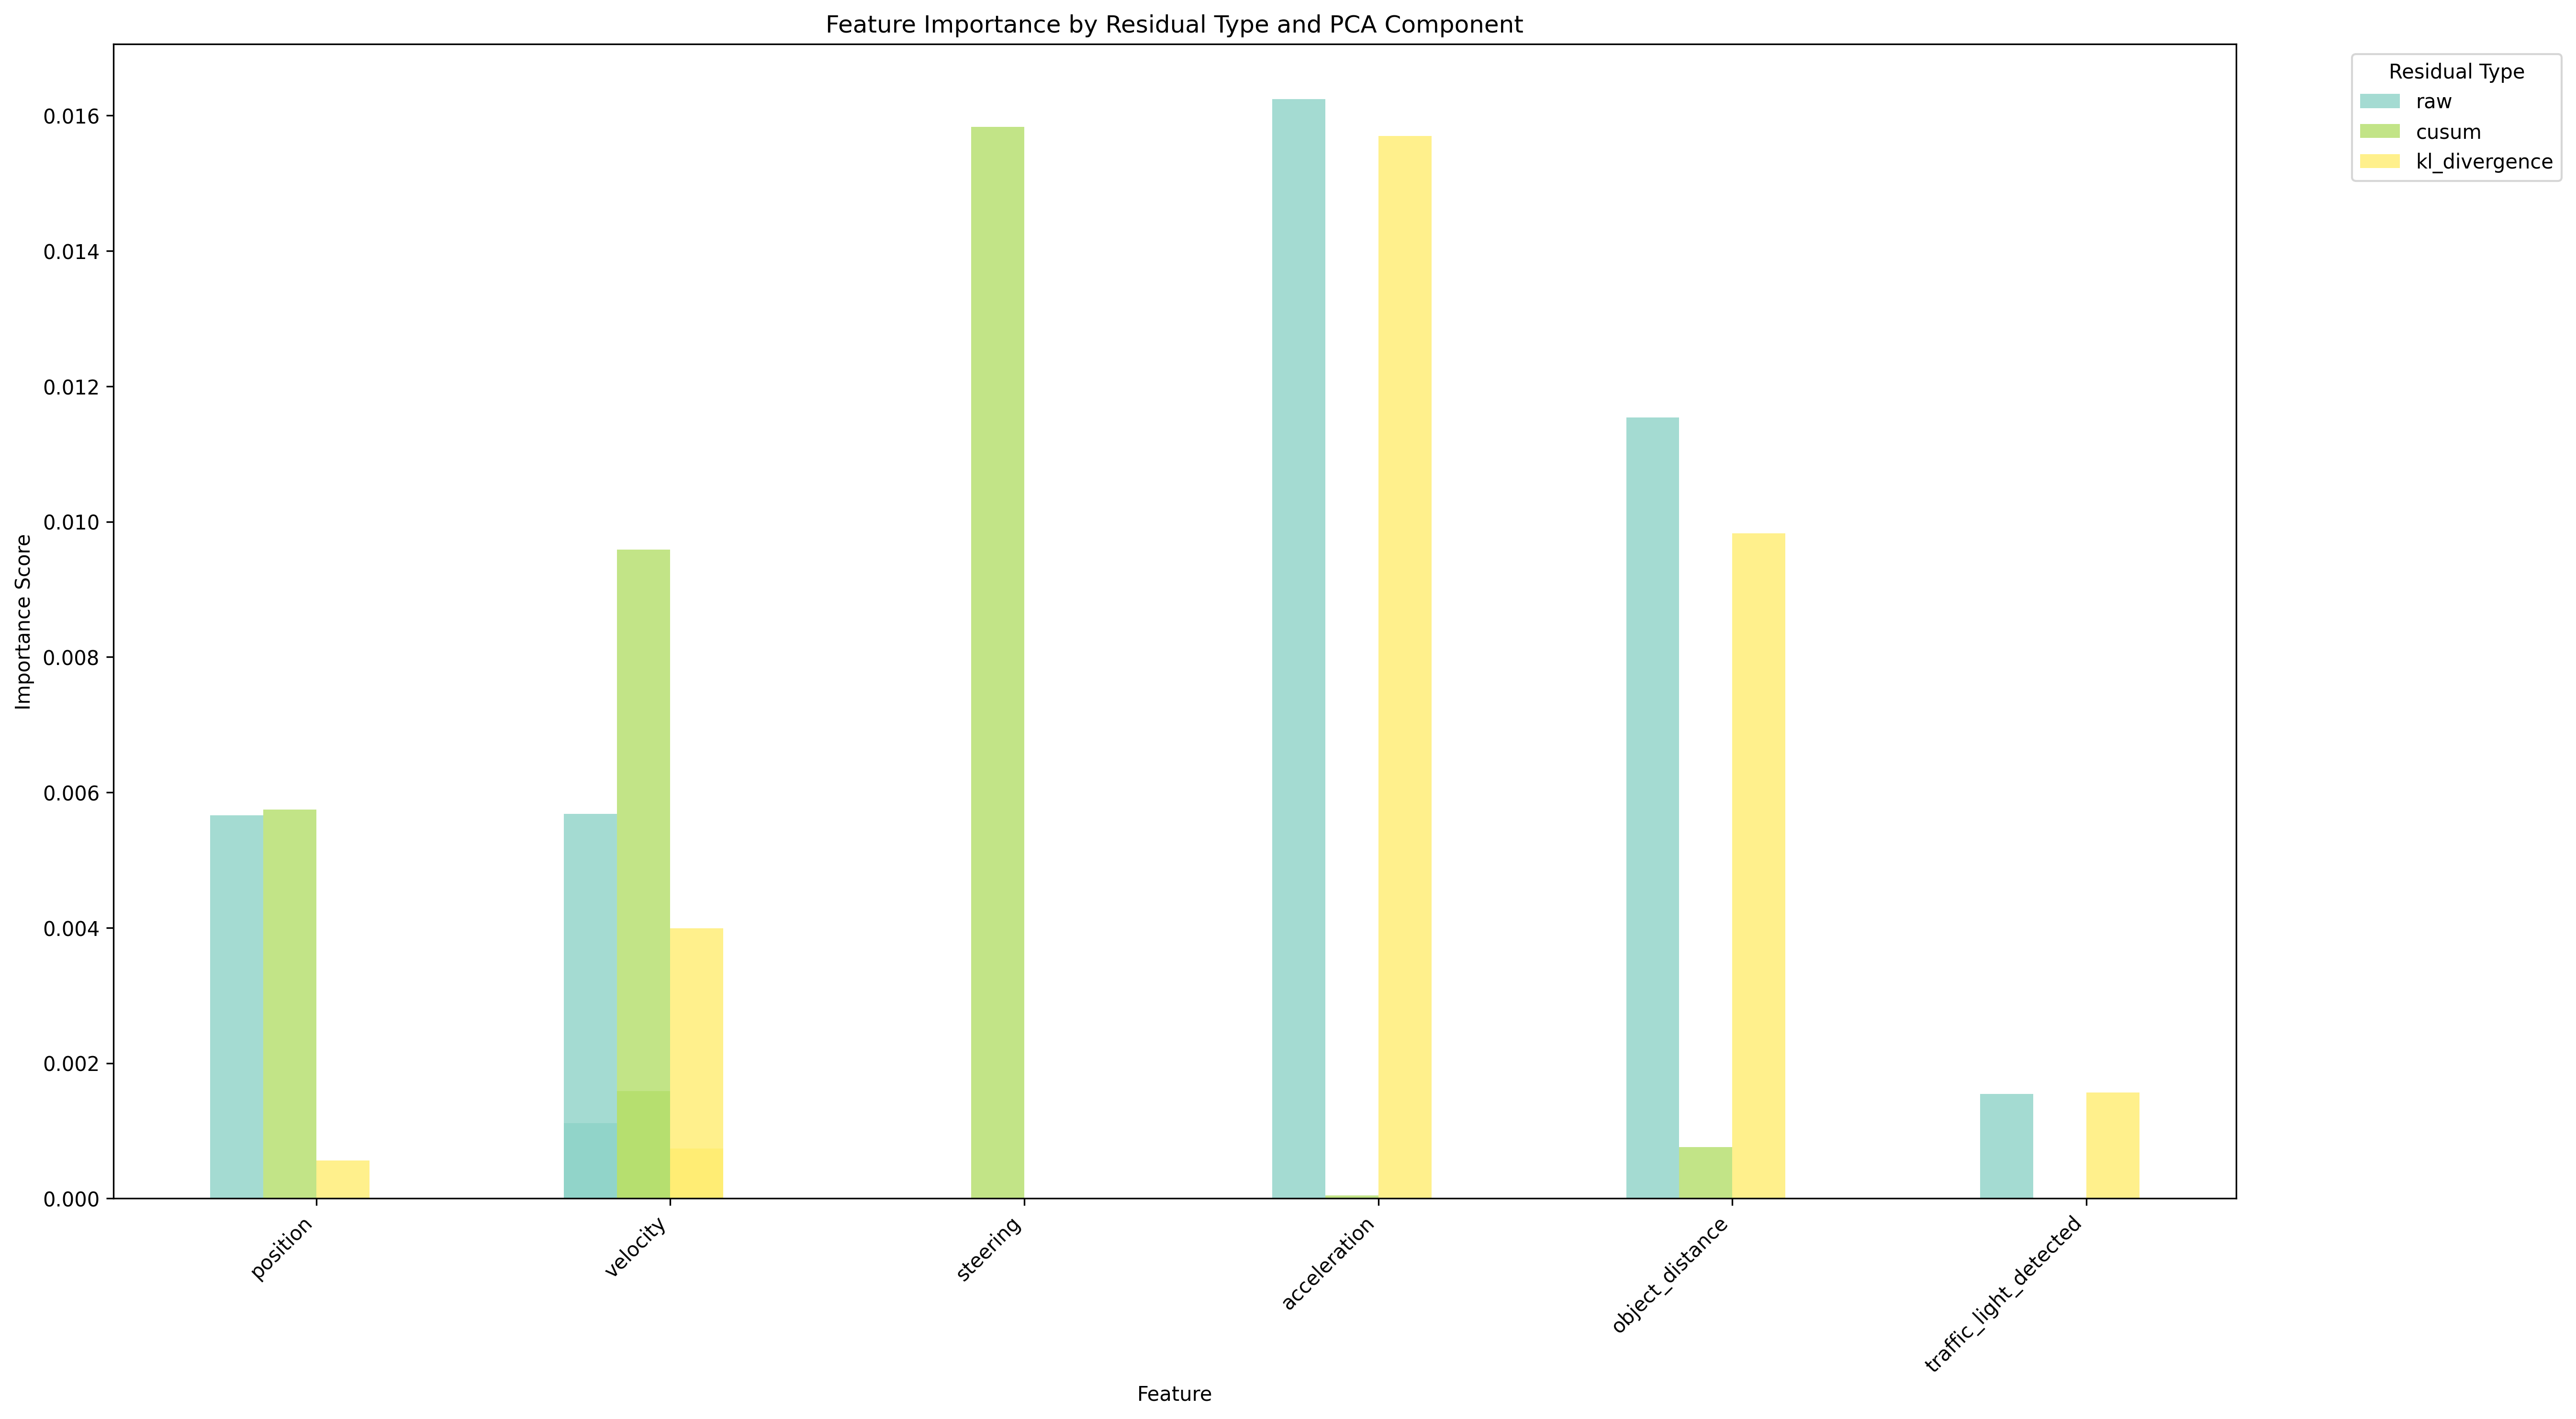 Feature Importance by Residual Type and PCA Component
Residual Type
raw
cusum
kl_divergence
Importance Score
0.016
0.014
0.012
0.010
0.008
0.006
0.004
0.002
0.000
position
velocity
steering
acceleration
object_distance
traffic_light_detected
Feature